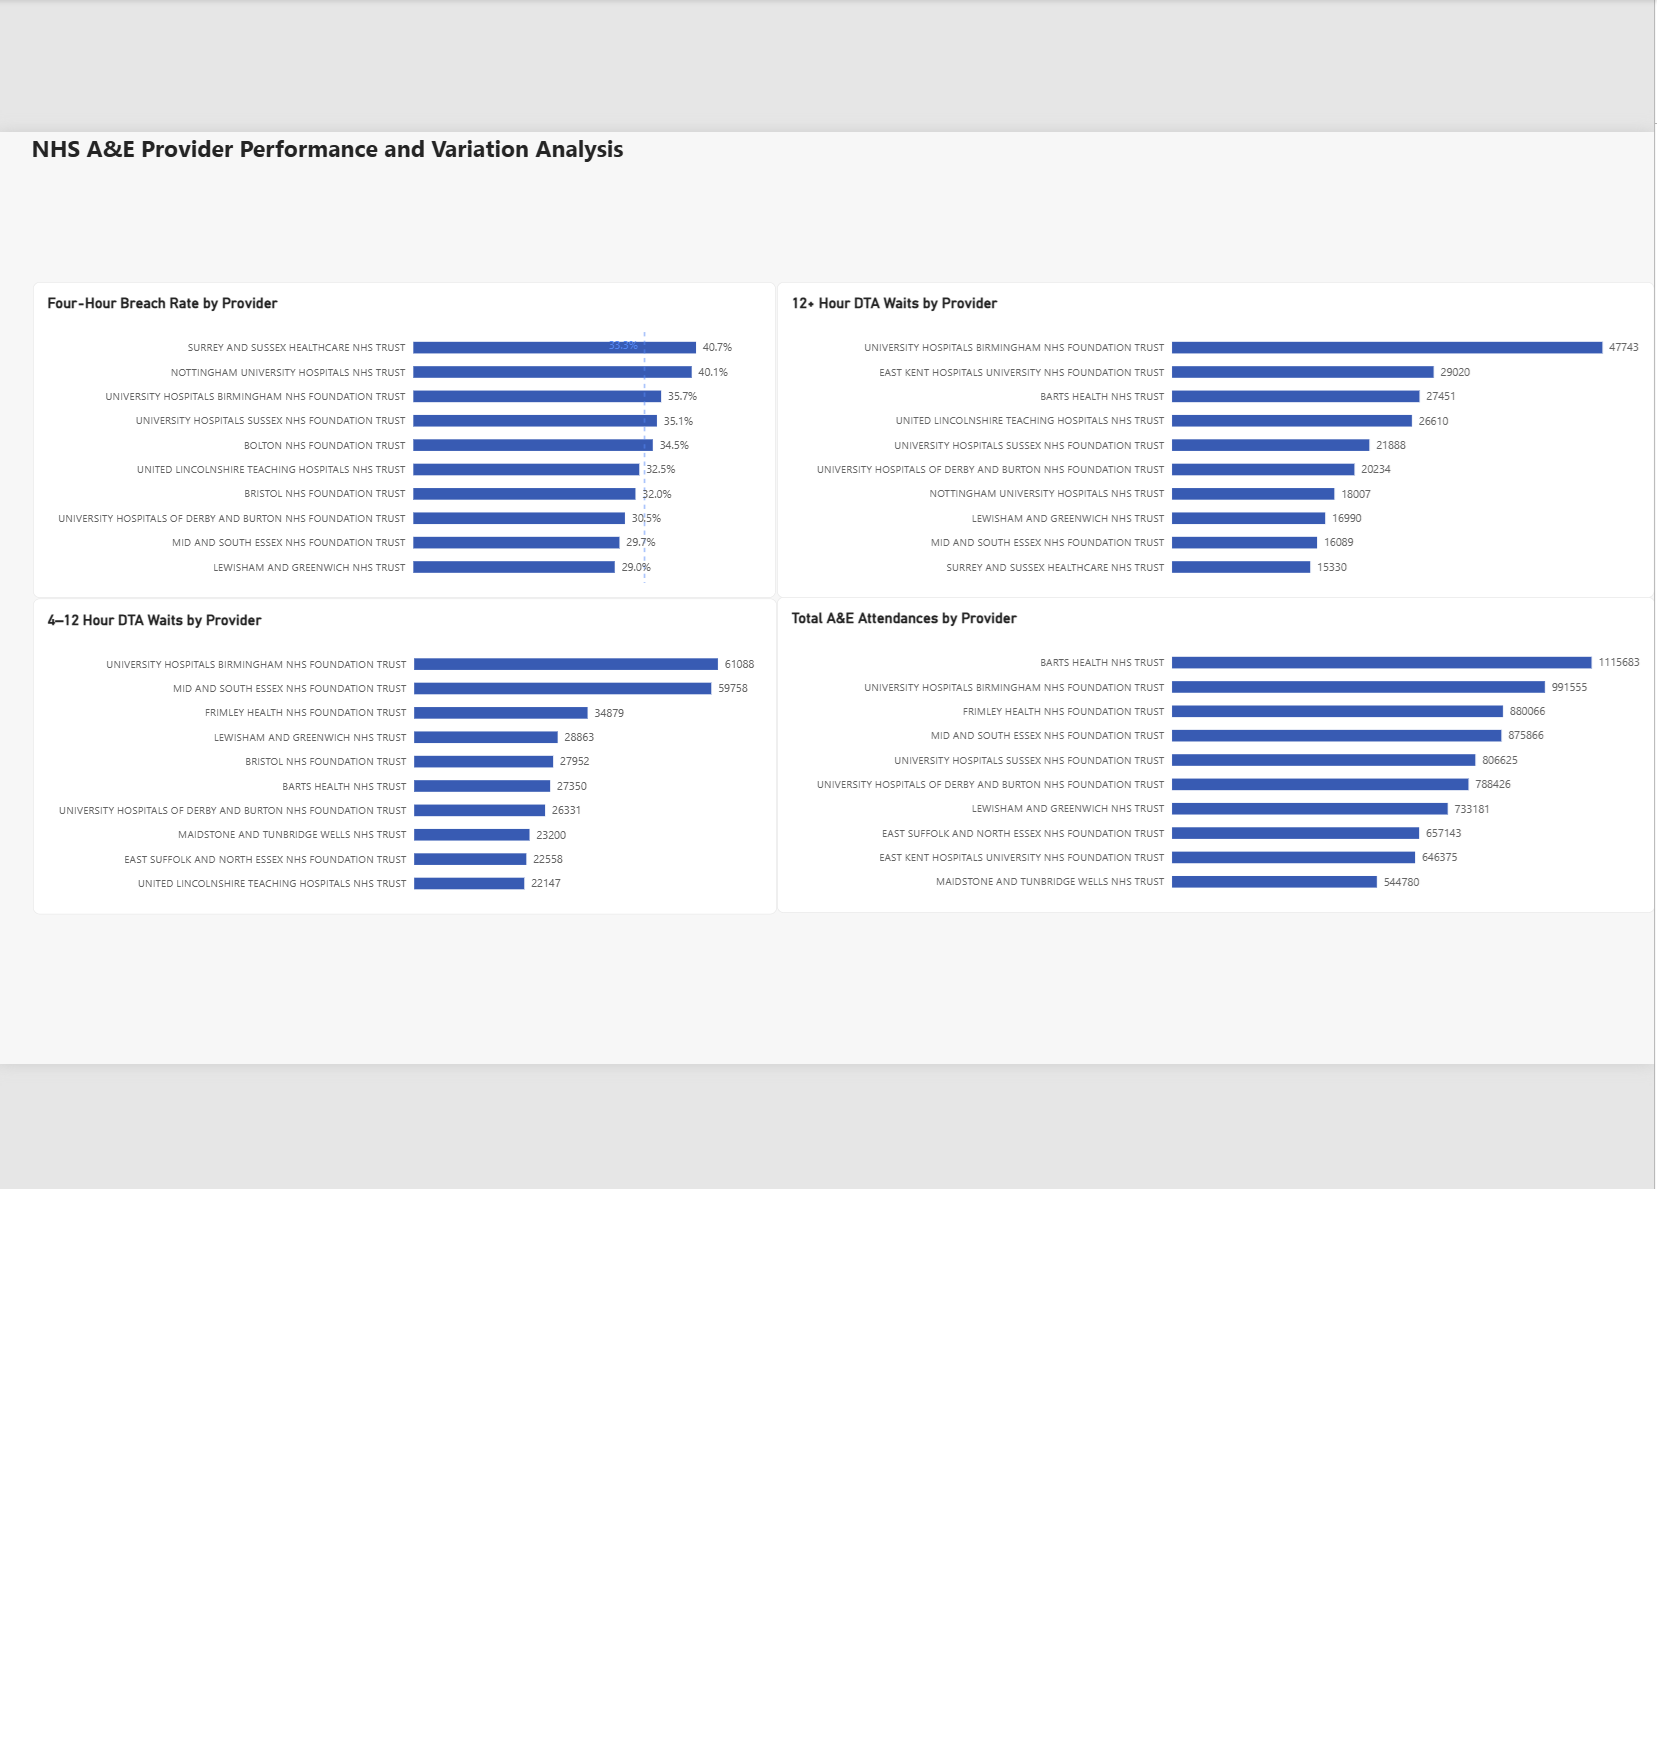 NHS A&E Provider Performance and Variation Analysis
Four-Hour Breach Rate by Provider
SURREY AND SUSSEX HEALTHCARE NHS TRUST 40.7%
NOTTINGHAM UNIVERSITY HOSPITALS NHS TRUST 40.1%
UNIVERSITY HOSPITALS BIRMINGHAM NHS FOUNDATION TRUST 35.7%
UNIVERSITY HOSPITALS SUSSEX NHS FOUNDATION TRUST 35.1%
BOLTON NHS FOUNDATION TRUST 34.5%
UNITED LINCOLNSHIRE TEACHING HOSPITALS NHS TRUST 32.5%
BRISTOL NHS FOUNDATION TRUST 32.0%
UNIVERSITY HOSPITALS OF DERBY AND BURTON NHS FOUNDATION TRUST 30.5%
MID AND SOUTH ESSEX NHS FOUNDATION TRUST 29.7%
LEWISHAM AND GREENWICH NHS TRUST 29.0%
12+ Hour DTA Waits by Provider
UNIVERSITY HOSPITALS BIRMINGHAM NHS FOUNDATION TRUST 47743
EAST KENT HOSPITALS UNIVERSITY NHS FOUNDATION TRUST 29020
BARTS HEALTH NHS TRUST 27451
UNITED LINCOLNSHIRE TEACHING HOSPITALS NHS TRUST 26610
UNIVERSITY HOSPITALS SUSSEX NHS FOUNDATION TRUST 21888
UNIVERSITY HOSPITALS OF DERBY AND BURTON NHS FOUNDATION TRUST 20234
NOTTINGHAM UNIVERSITY HOSPITALS NHS TRUST 18007
LEWISHAM AND GREENWICH NHS TRUST 16990
MID AND SOUTH ESSEX NHS FOUNDATION TRUST 16089
SURREY AND SUSSEX HEALTHCARE NHS TRUST 15330
4–12 Hour DTA Waits by Provider
UNIVERSITY HOSPITALS BIRMINGHAM NHS FOUNDATION TRUST 61088
MID AND SOUTH ESSEX NHS FOUNDATION TRUST 59758
FRIMLEY HEALTH NHS FOUNDATION TRUST 34879
LEWISHAM AND GREENWICH NHS TRUST 28863
BRISTOL NHS FOUNDATION TRUST 27952
BARTS HEALTH NHS TRUST 27350
UNIVERSITY HOSPITALS OF DERBY AND BURTON NHS FOUNDATION TRUST 26331
MAIDSTONE AND TUNBRIDGE WELLS NHS TRUST 23200
EAST SUFFOLK AND NORTH ESSEX NHS FOUNDATION TRUST 22558
UNITED LINCOLNSHIRE TEACHING HOSPITALS NHS TRUST 22147
Total A&E Attendances by Provider
BARTS HEALTH NHS TRUST 1115683
UNIVERSITY HOSPITALS BIRMINGHAM NHS FOUNDATION TRUST 991555
FRIMLEY HEALTH NHS FOUNDATION TRUST 880066
MID AND SOUTH ESSEX NHS FOUNDATION TRUST 875866
UNIVERSITY HOSPITALS SUSSEX NHS FOUNDATION TRUST 806625
UNIVERSITY HOSPITALS OF DERBY AND BURTON NHS FOUNDATION TRUST 788426
LEWISHAM AND GREENWICH NHS TRUST 733181
EAST SUFFOLK AND NORTH ESSEX NHS FOUNDATION TRUST 657143
EAST KENT HOSPITALS UNIVERSITY NHS FOUNDATION TRUST 646375
MAIDSTONE AND TUNBRIDGE WELLS NHS TRUST 544780